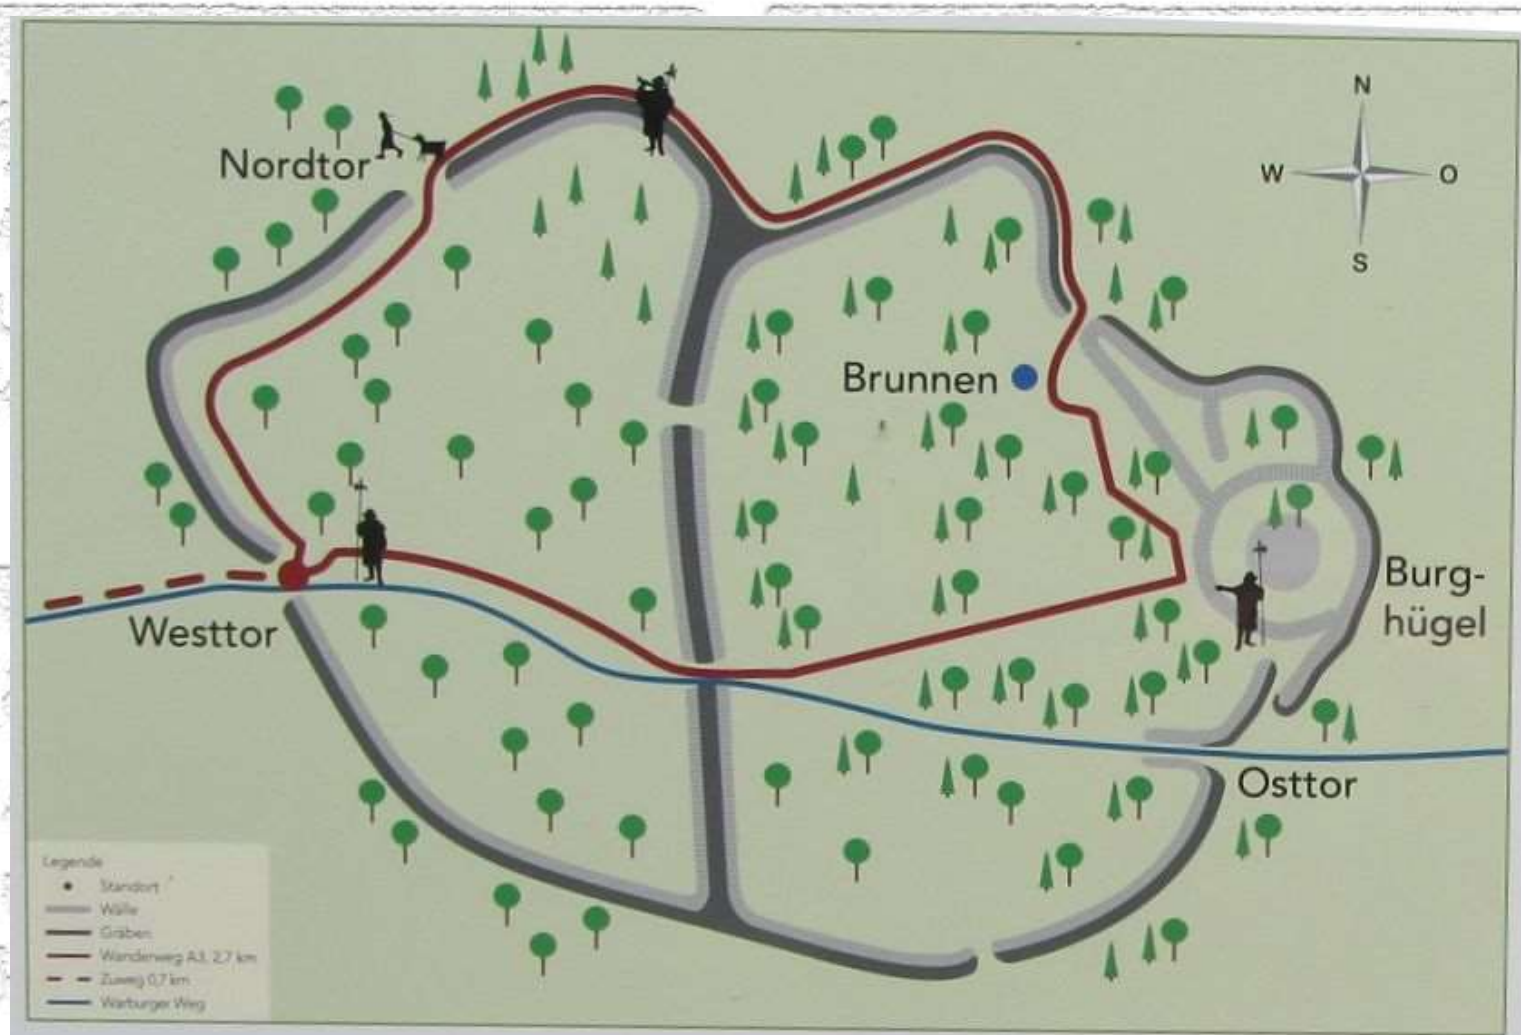 N
Nordtor
W
O
S
Brunnen
Burg-
hügel
Westtor
Osttor
Legende
Standort
Wälle
Gräben
Wanderweg A3, 2,7 km
Zuweg 0,7 km
Warburger Weg